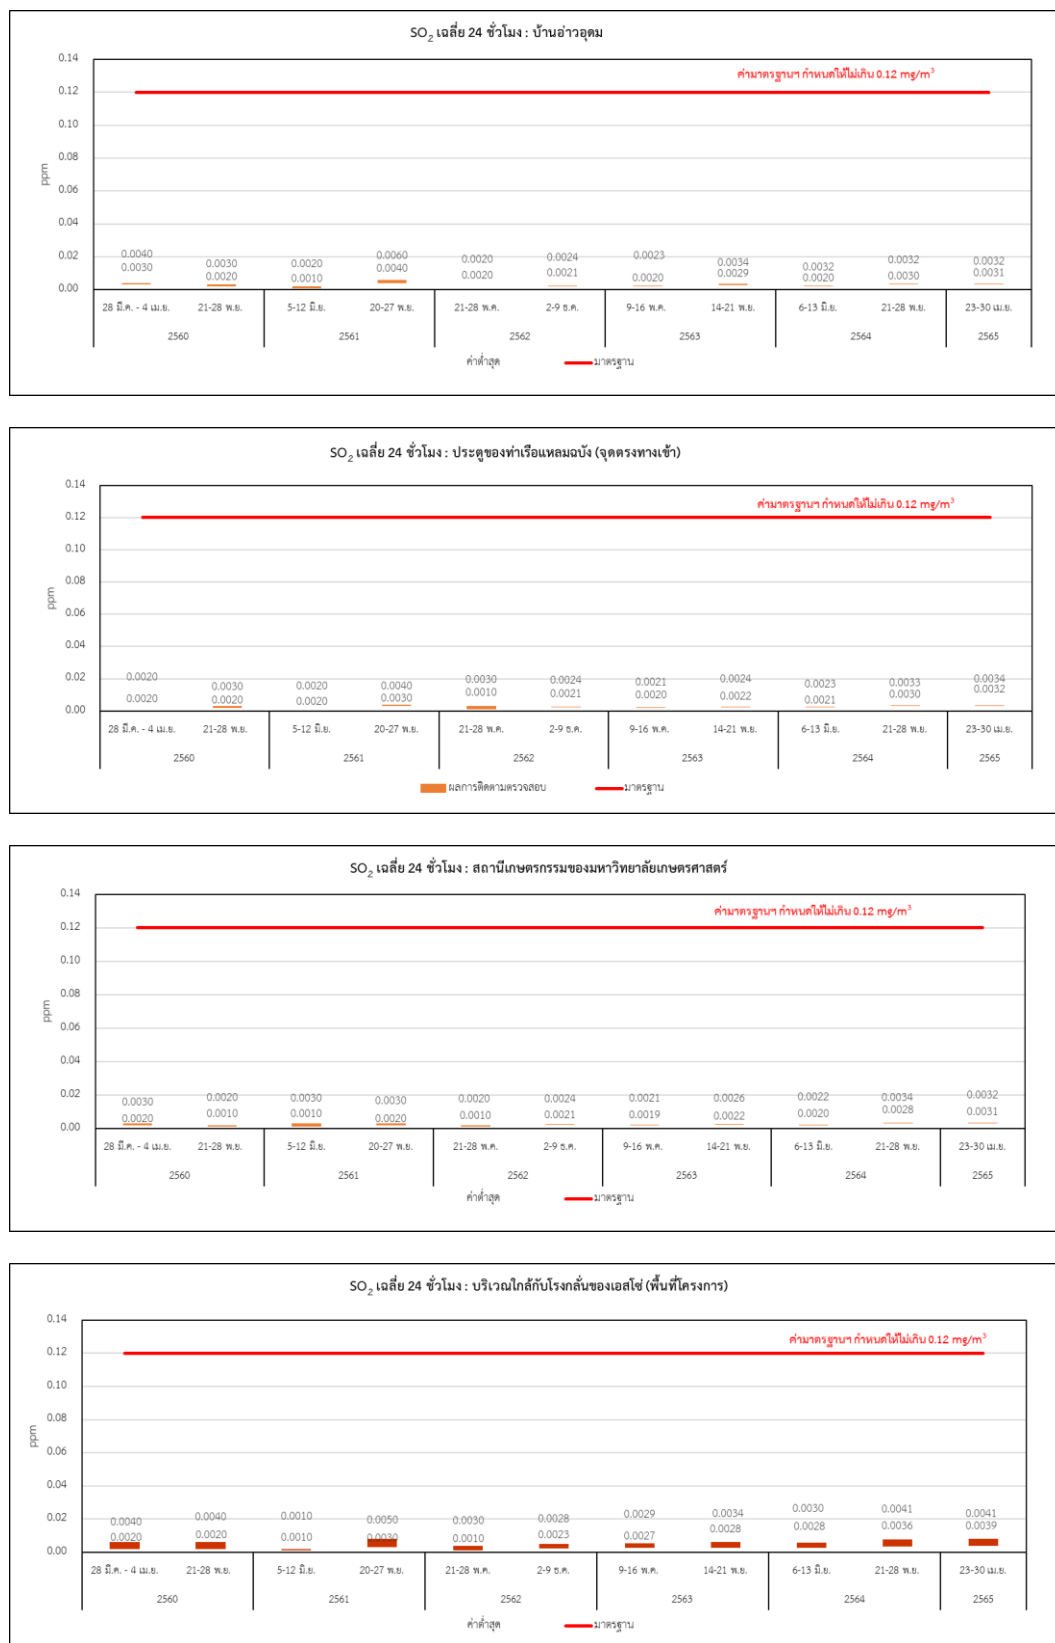 SO2 เฉลี่ย 24 ชั่วโมง : บ้านอ่าวอุดม
ค่ามาตรฐานฯ กำหนดให้ไม่เกิน 0.12 mg/m3
0.14
0.12
0.10
0.08
0.06
0.04
0.02
0.00
ppm
0.0040 0.0030 0.0020 0.0060 0.0020 0.0024 0.0023 0.0034 0.0032 0.0032 0.0032
0.0030 0.0020 0.0010 0.0040 0.0020 0.0021 0.0020 0.0029 0.0020 0.0030 0.0031
28 มี.ค. - 4 เม.ย. 21-28 พ.ย. 5-12 มิ.ย. 20-27 พ.ย. 21-28 พ.ค. 2-9 ธ.ค. 9-16 พ.ค. 14-21 พ.ย. 6-13 มิ.ย. 21-28 พ.ย. 23-30 เม.ย.
2560 2561 2562 2563 2564 2565
ค่าต่ำสุด มาตรฐาน
SO2 เฉลี่ย 24 ชั่วโมง : ประตูของท่าเรือแหลมฉบัง (จุดตรงทางเข้า)
ค่ามาตรฐานฯ กำหนดให้ไม่เกิน 0.12 mg/m3
0.14
0.12
0.10
0.08
0.06
0.04
0.02
0.00
ppm
0.0020 0.0030 0.0020 0.0040 0.0030 0.0024 0.0021 0.0024 0.0023 0.0033 0.0034
0.0020 0.0020 0.0020 0.0030 0.0010 0.0021 0.0020 0.0022 0.0021 0.0030 0.0032
28 มี.ค. - 4 เม.ย. 21-28 พ.ย. 5-12 มิ.ย. 20-27 พ.ย. 21-28 พ.ค. 2-9 ธ.ค. 9-16 พ.ค. 14-21 พ.ย. 6-13 มิ.ย. 21-28 พ.ย. 23-30 เม.ย.
2560 2561 2562 2563 2564 2565
ผลการติดตามตรวจสอบ มาตรฐาน
SO2 เฉลี่ย 24 ชั่วโมง : สถานีเกษตรกรรมของมหาวิทยาลัยเกษตรศาสตร์
ค่ามาตรฐานฯ กำหนดให้ไม่เกิน 0.12 mg/m3
0.14
0.12
0.10
0.08
0.06
0.04
0.02
0.00
ppm
0.0030 0.0020 0.0030 0.0030 0.0020 0.0024 0.0021 0.0026 0.0022 0.0034 0.0032
0.0020 0.0010 0.0010 0.0020 0.0010 0.0021 0.0019 0.0022 0.0020 0.0028 0.0031
28 มี.ค. - 4 เม.ย. 21-28 พ.ย. 5-12 มิ.ย. 20-27 พ.ย. 21-28 พ.ค. 2-9 ธ.ค. 9-16 พ.ค. 14-21 พ.ย. 6-13 มิ.ย. 21-28 พ.ย. 23-30 เม.ย.
2560 2561 2562 2563 2564 2565
ค่าต่ำสุด มาตรฐาน
SO2 เฉลี่ย 24 ชั่วโมง : บริเวณใกล้กับโรงกลั่นของเอสโซ่ (พื้นที่โครงการ)
ค่ามาตรฐานฯ กำหนดให้ไม่เกิน 0.12 mg/m3
0.14
0.12
0.10
0.08
0.06
0.04
0.02
0.00
ppm
0.0040 0.0040 0.0010 0.0050 0.0030 0.0028 0.0029 0.0034 0.0030 0.0041 0.0041
0.0020 0.0020 0.0010 0.0030 0.0010 0.0023 0.0027 0.0028 0.0028 0.0036 0.0039
28 มี.ค. - 4 เม.ย. 21-28 พ.ย. 5-12 มิ.ย. 20-27 พ.ย. 21-28 พ.ค. 2-9 ธ.ค. 9-16 พ.ค. 14-21 พ.ย. 6-13 มิ.ย. 21-28 พ.ย. 23-30 เม.ย.
2560 2561 2562 2563 2564 2565
ค่าต่ำสุด มาตรฐาน